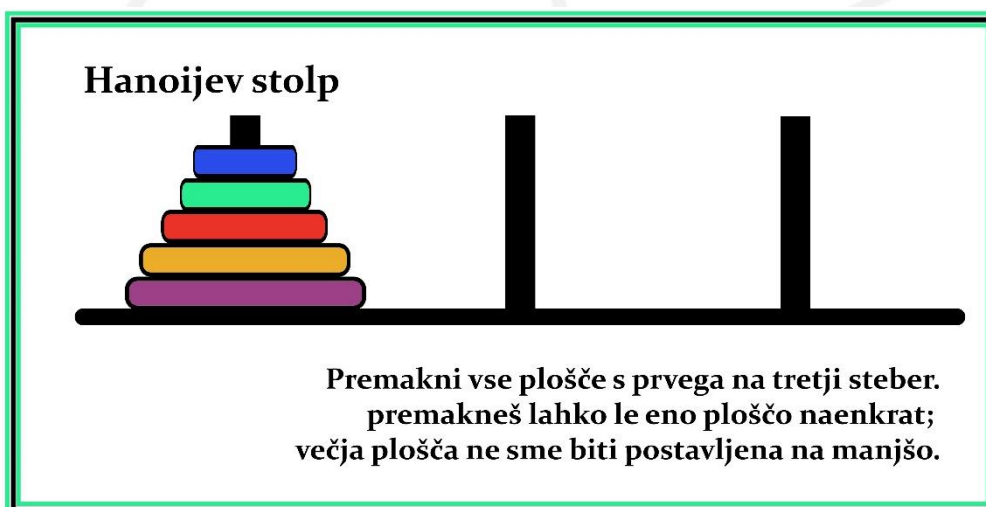 Hanoijev stolp
Premakni vse plošče s prvega na tretji steber.
premakneš lahko le eno ploščo naenkrat;
večja plošča ne sme biti postavljena na manjšo.